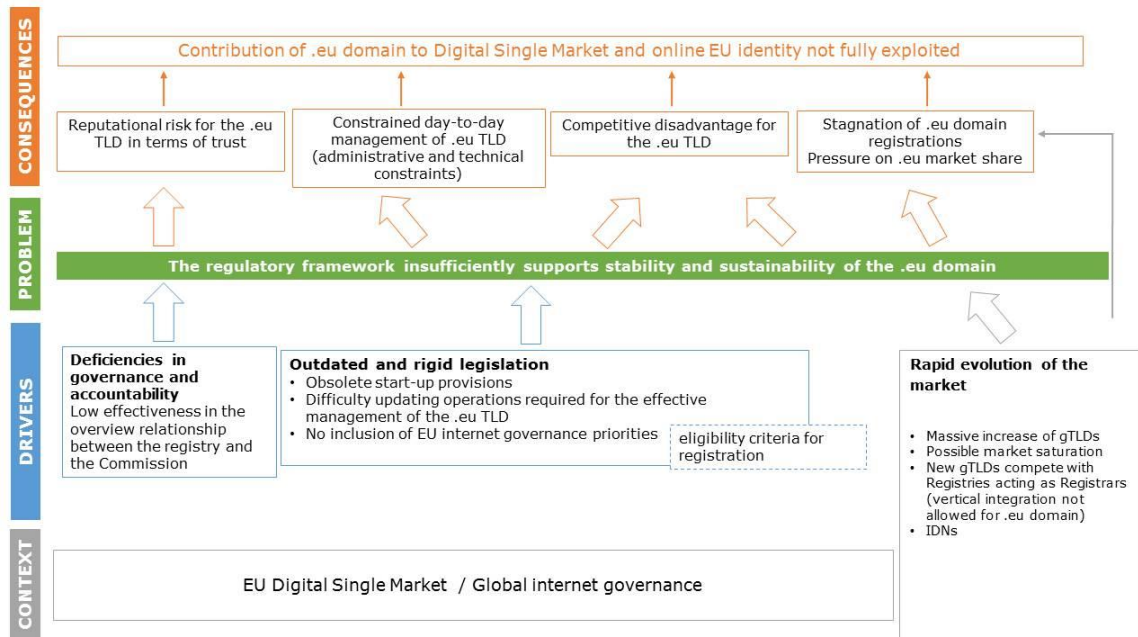 CONSEQUENCES
Contribution of .eu domain to Digital Single Market and online EU identity not fully exploited
Reputational risk for the .eu
TLD in terms of trust
Constrained day-to-day
management of .eu TLD
(administrative and technical
constraints)
Competitive disadvantage for
the .eu TLD
Stagnation of .eu domain
registrations
Pressure on .eu market share
PROBLEM
The regulatory framework insufficiently supports stability and sustainability of the .eu domain
DRIVERS
Deficiencies in
governance and
accountability
Low effectiveness in the
overview relationship
between the registry and
the Commission
Outdated and rigid legislation
• Obsolete start-up provisions
• Difficulty updating operations required for the effective
management of the .eu TLD
• No inclusion of EU internet governance priorities
eligibility criteria for
registration
Rapid evolution of the
market
• Massive increase of gTLDs
• Possible market saturation
• New gTLDs compete with
Registries acting as Registrars
(vertical integration not
allowed for .eu domain)
• IDNs
CONTEXT
EU Digital Single Market / Global internet governance